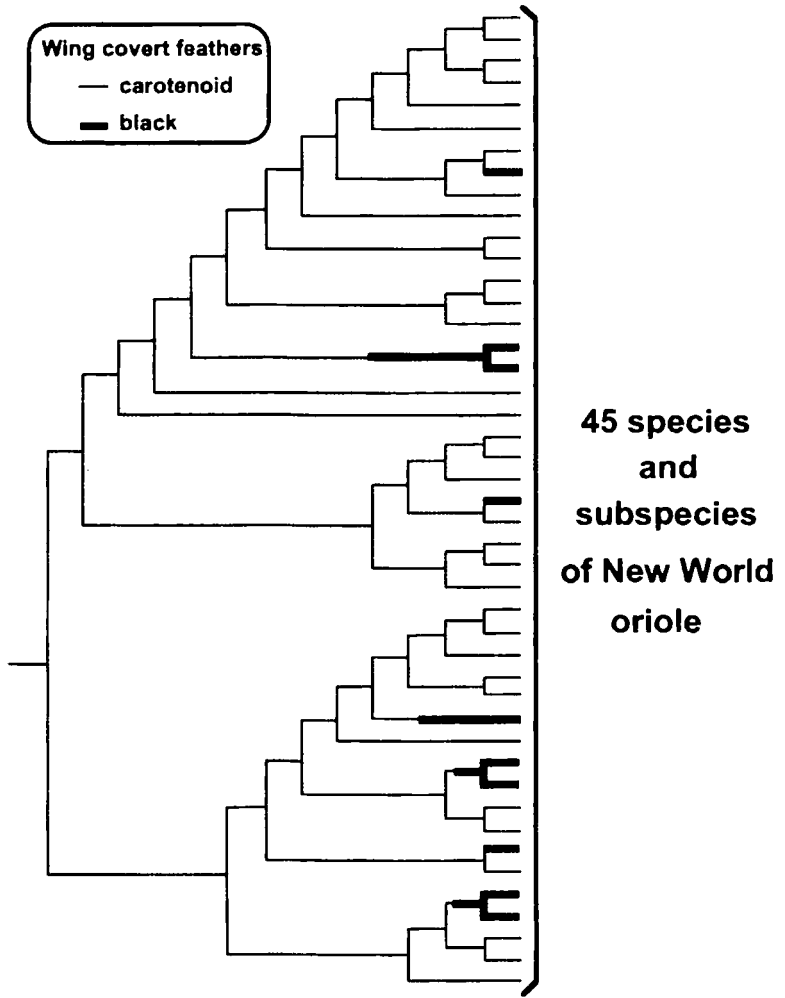 Wing covert feathers
carotenoid
black
45 species
and
subspecies
of New World
oriole